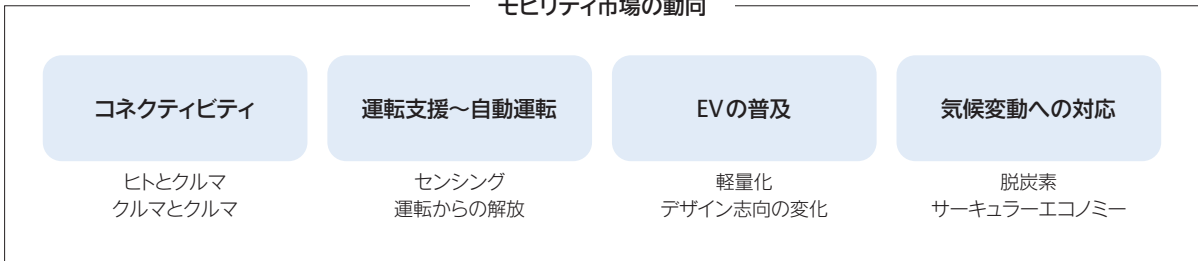 モビリティ市場の動向
コネクティビティ
運転支援～自動運転
EVの普及
気候変動への対応
ヒトとクルマ
クルマとクルマ
センシング
運転からの解放
軽量化
デザイン志向の変化
脱炭素
サーキュラーエコノミー